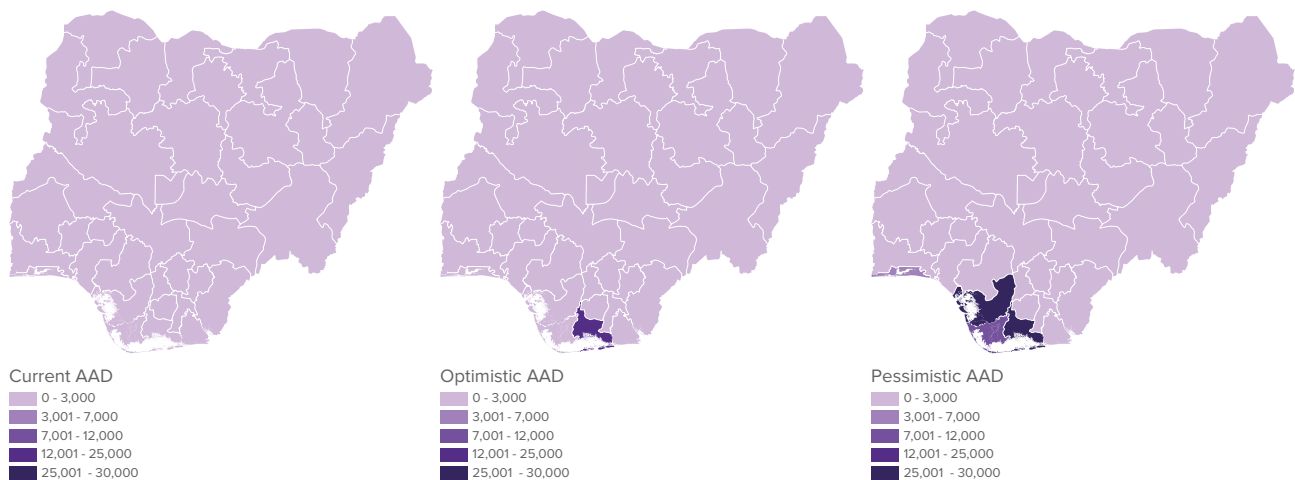 Current AAD
0 - 3,000
3,001 - 7,000
7,001 - 12,000
12,001 - 25,000
25,001 - 30,000
Optimistic AAD
0 - 3,000
3,001 - 7,000
7,001 - 12,000
12,001 - 25,000
25,001 - 30,000
Pessimistic AAD
0 - 3,000
3,001 - 7,000
7,001 - 12,000
12,001 - 25,000
25,001 - 30,000